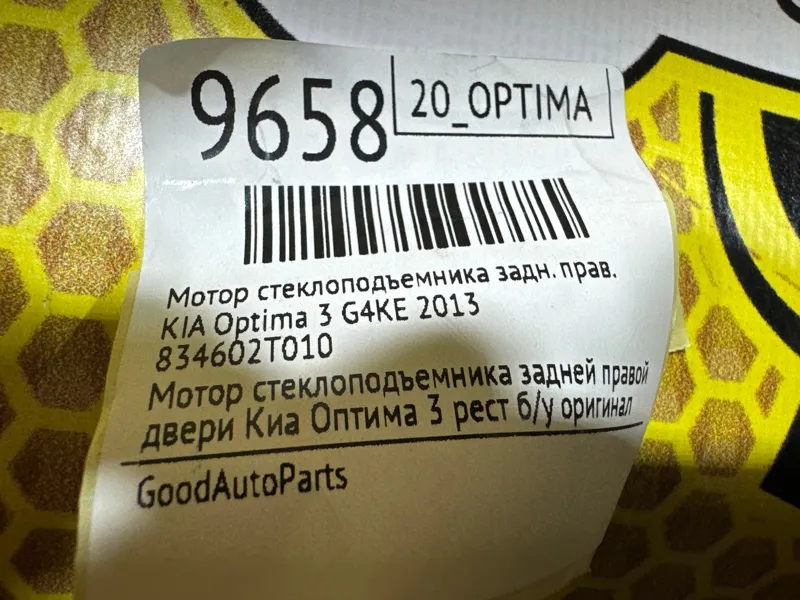 9658
20_OPTIMA
Мотор стеклоподъемника задн. прав.
KIA Optima 3 G4KE 2013
834602T010
Мотор стеклоподъемника задней правой
двери Киа Оптима 3 рест б/у оригинал
GoodAutoParts